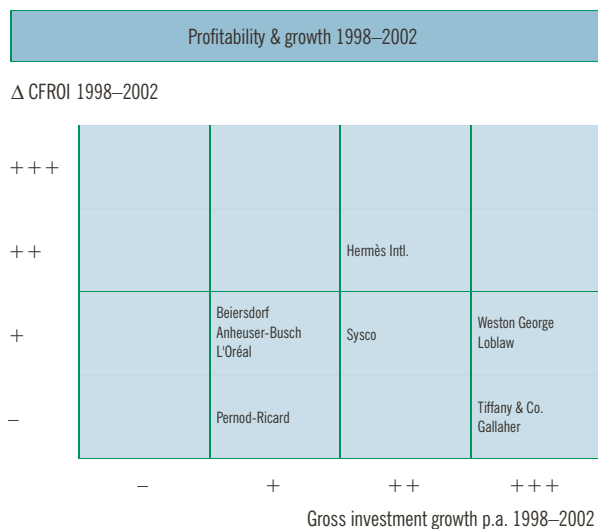 Profitability & growth 1998–2002
Δ CFROI 1998–2002
+++
++
Hermès Intl.
+
Beiersdorf
Anheuser-Busch
L'Oréal
Sysco
Weston George
Loblaw
–
Pernod-Ricard
Tiffany & Co.
Gallaher
– + ++ +++
Gross investment growth p.a. 1998–2002